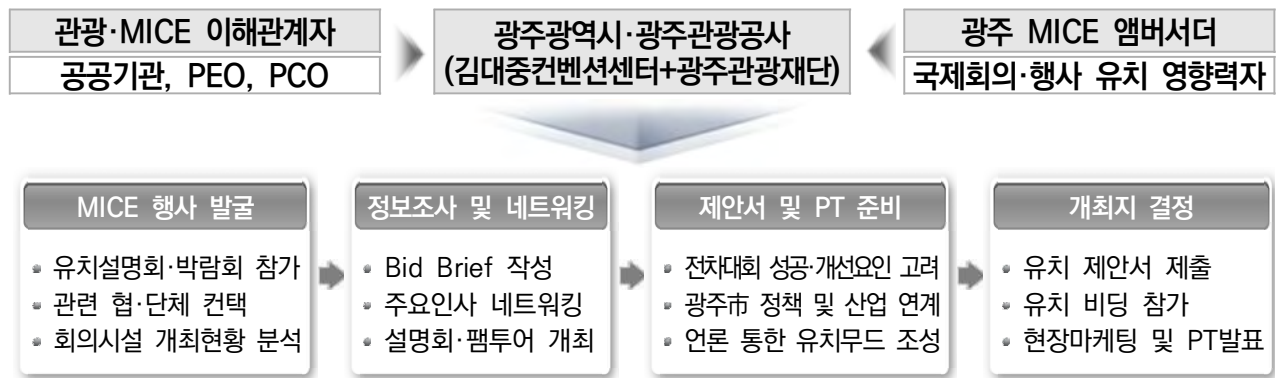 관광·MICE 이해관계자
공공기관, PEO, PCO
광주광역시·광주관광공사
(김대중컨벤션센터+광주관광재단)
광주 MICE 앰버서더
국제회의·행사 유치 영향력자
MICE 행사 발굴
유치설명회·박람회 참가
관련 협·단체 컨택
회의시설 개최현황 분석
정보조사 및 네트워킹
Bid Brief 작성
주요인사 네트워킹
설명회·팸투어 개최
제안서 및 PT 준비
전차대회 성공·개선요인 고려
광주市 정책 및 산업 연계
언론 통한 유치무드 조성
개최지 결정
유치 제안서 제출
유치 비딩 참가
현장마케팅 및 PT발표